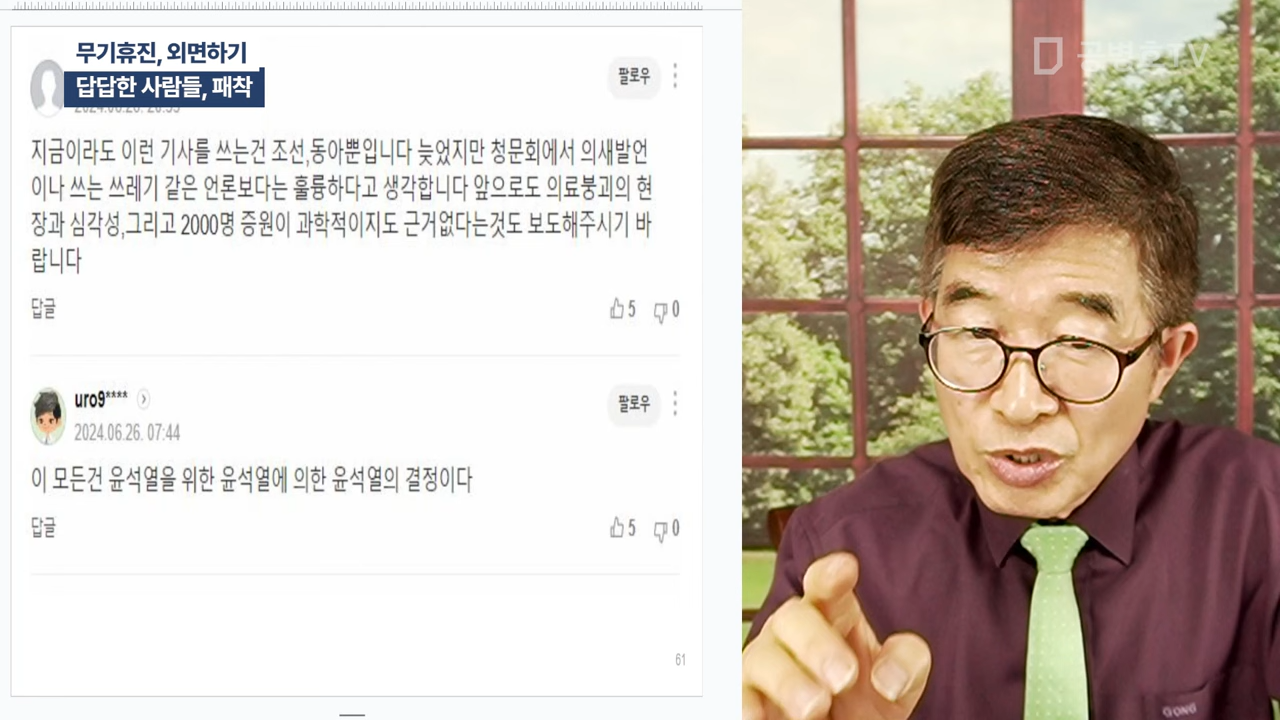 무기휴진, 외면하기
답답한 사람들, 패착
팔로우
지금이라도 이런 기사를 쓰는건 조선,동아뿐입니다 늦었지만 청문회에서 의새발언
이나 쓰는 쓰레기 같은 언론보다는 훌륭하다고 생각합니다 앞으로도 의료붕괴의 현
장과 심각성,그리고 2000명 증원이 과학적이지도 근거없다는것도 보도해주시기 바
랍니다
답글
5 0
uro9****
팔로우
2024.06.26. 07:44
이 모든건 윤석열을 위한 윤석열에 의한 윤석열의 결정이다
답글
5 0
61
공병호TV
GONG